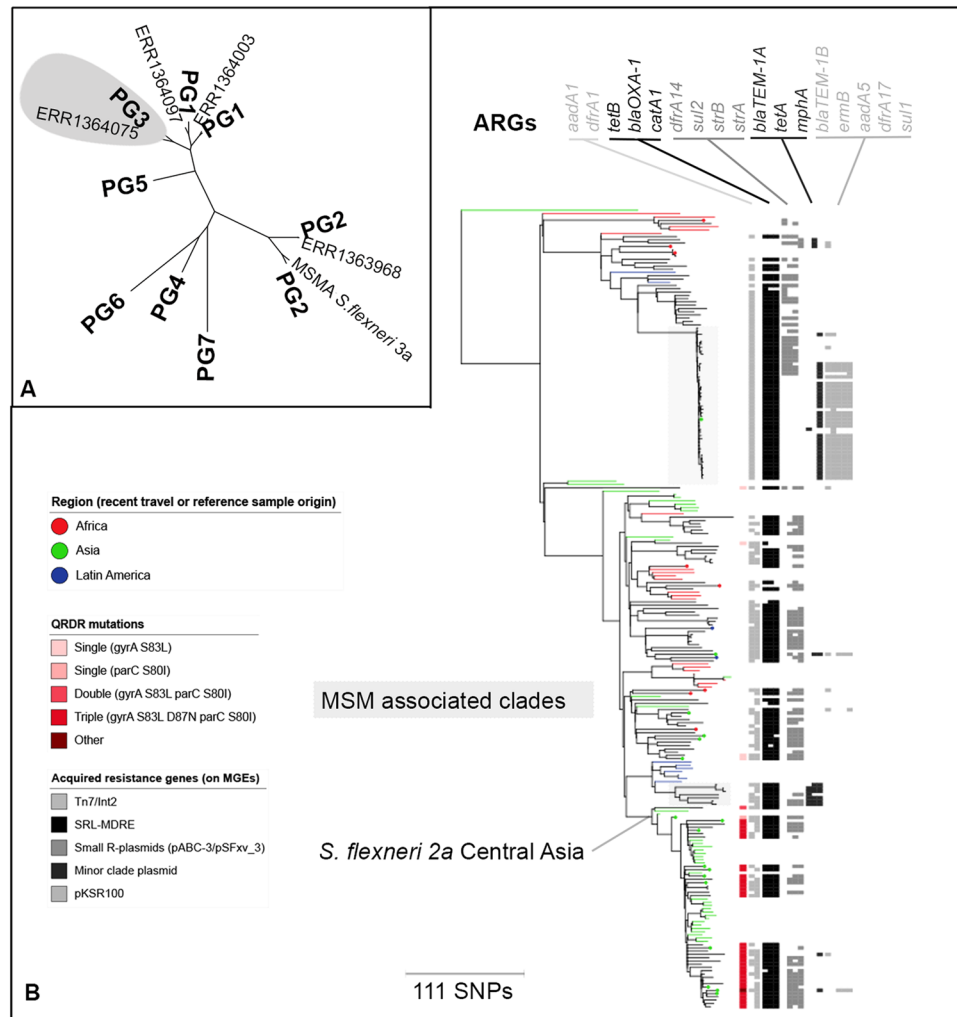 A
ERR1364003
ERR1364097
PG1
PG1
PG3
ERR1364075
PG5
PG2
ERR1363968
MSMA S.flexneri 3a
PG2
PG6
PG4
PG7
B
ARGs
aadA1
dfrA1
tetB
blaOXA-1
catA1
dfrA14
sul2
strB
strA
blaTEM-1A
tetA
mphA
blaTEM-1B
ermB
aadA5
dfrA17
sul1
Region (recent travel or reference sample origin)
Africa
Asia
Latin America
QRDR mutations
Single (gyrA S83L)
Single (parC S80I)
Double (gyrA S83L parC S80I)
Triple (gyrA S83L D87N parC S80I)
Other
Acquired resistance genes (on MGEs)
Tn7/Int2
SRL-MDRE
Small R-plasmids (pABC-3/pSFxv_3)
Minor clade plasmid
pKSR100
MSM associated clades
S. flexneri 2a Central Asia
111 SNPs